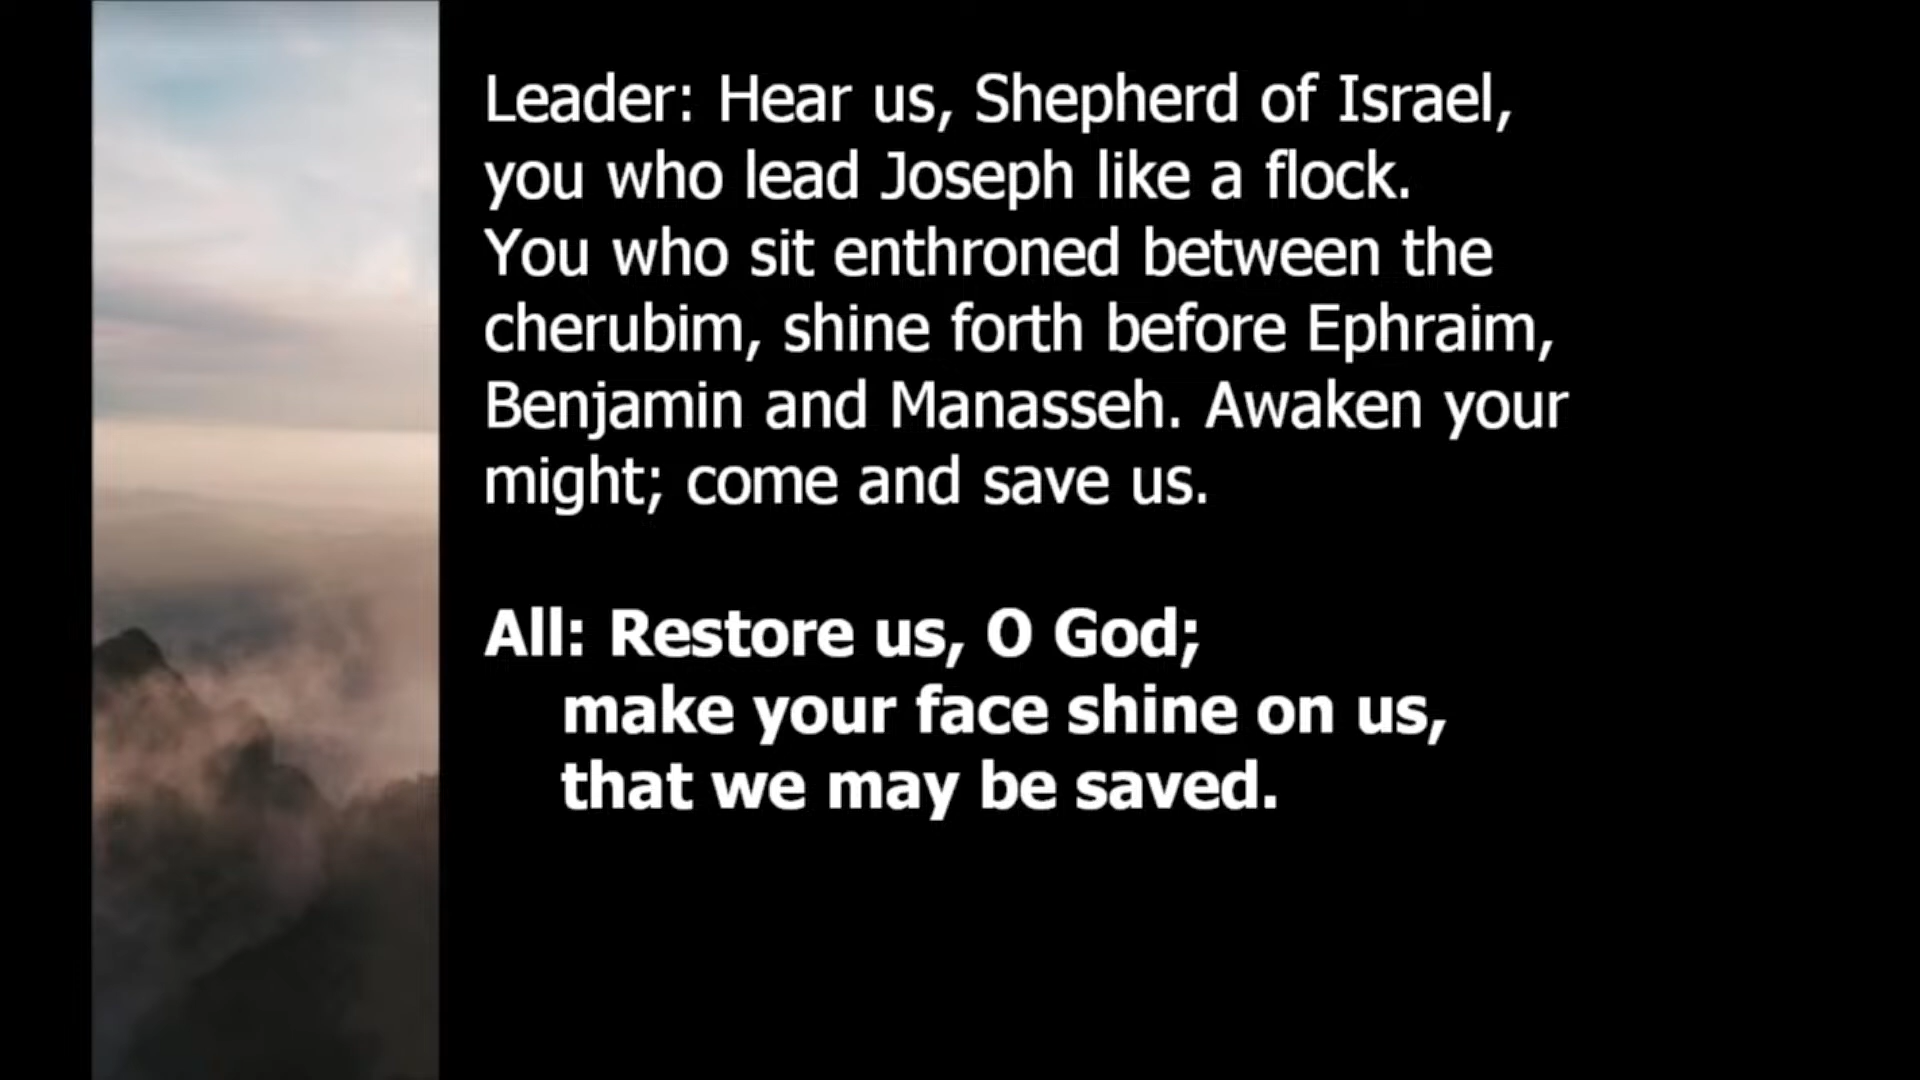 Leader: Hear us, Shepherd of Israel,
you who lead Joseph like a flock.
You who sit enthroned between the
cherubim, shine forth before Ephraim,
Benjamin and Manasseh. Awaken your
might; come and save us.
All: Restore us, O God;
make your face shine on us,
that we may be saved.